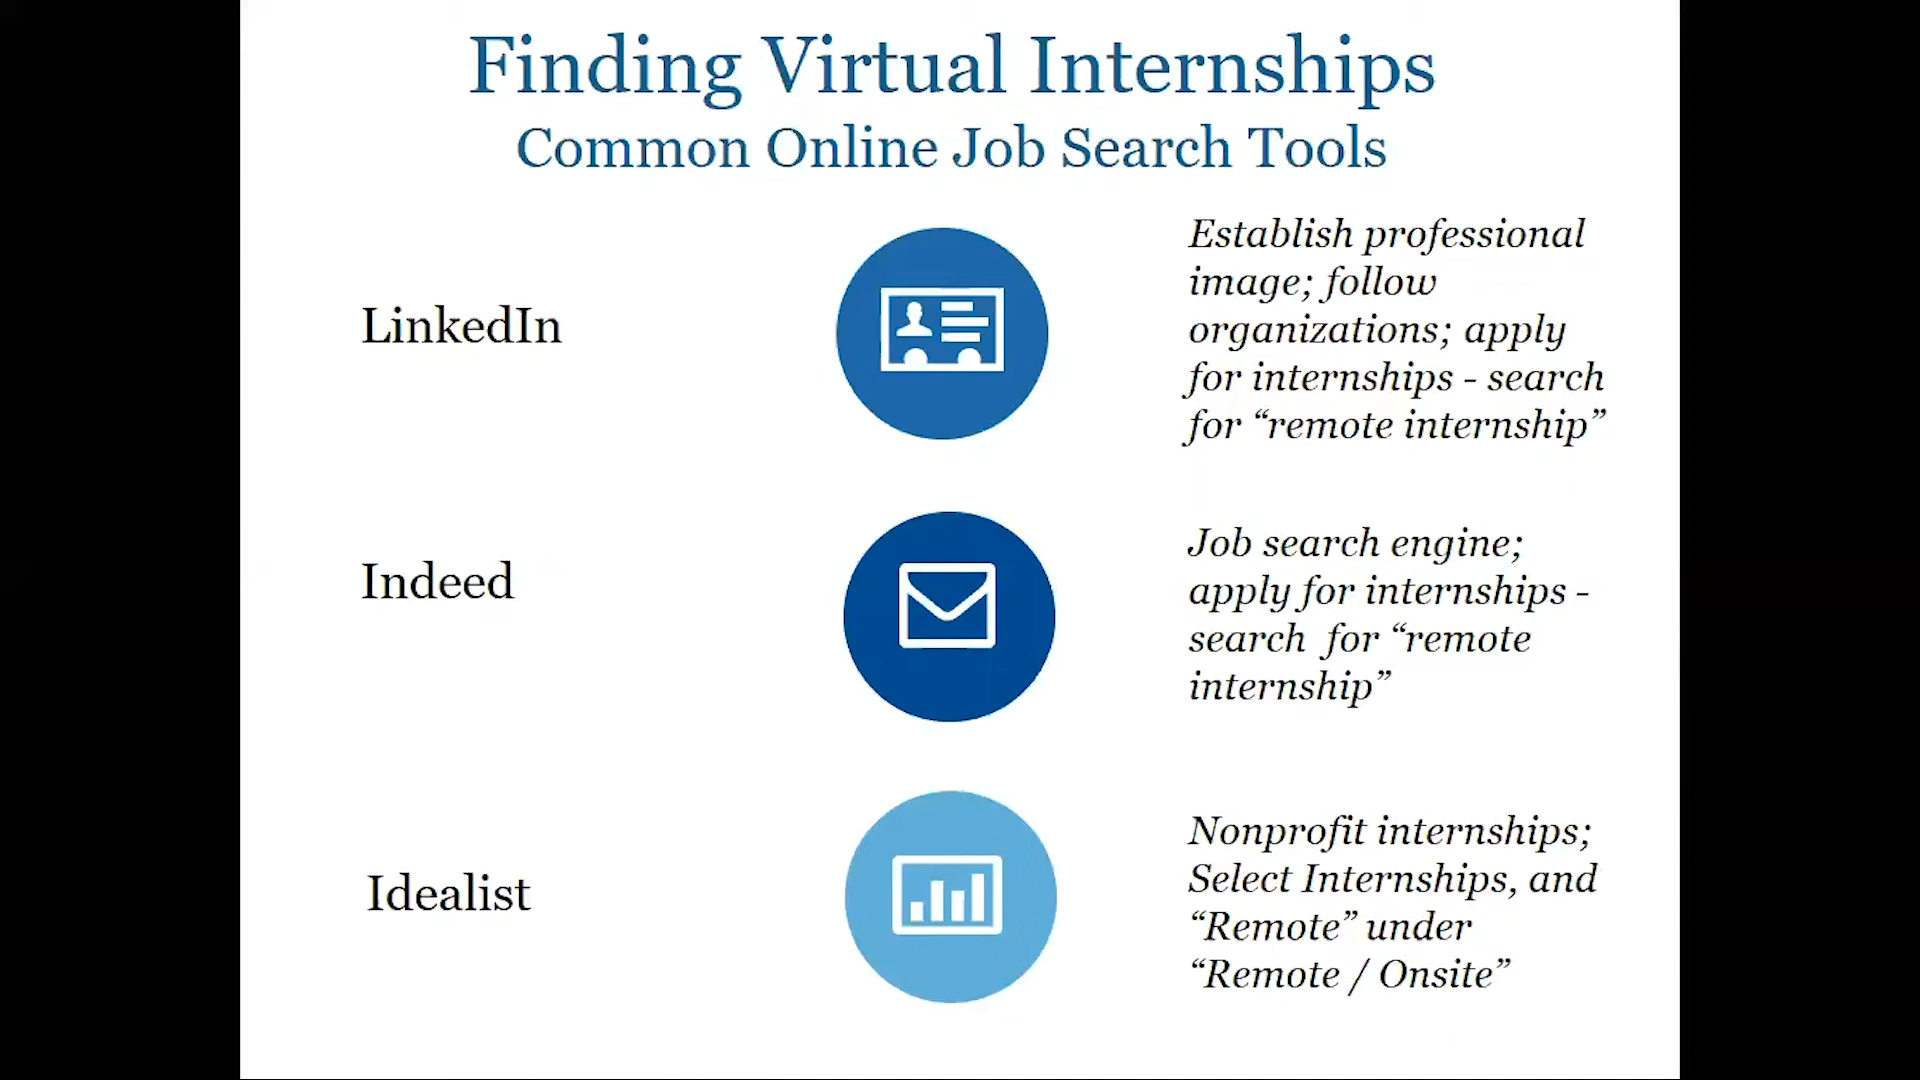 Finding Virtual Internships
Common Online Job Search Tools
LinkedIn
Establish professional
image; follow
organizations; apply
for internships - search
for “remote internship”
Indeed
Job search engine;
apply for internships -
search  for “remote
internship”
Idealist
Nonprofit internships;
Select Internships, and
“Remote” under
“Remote / Onsite”